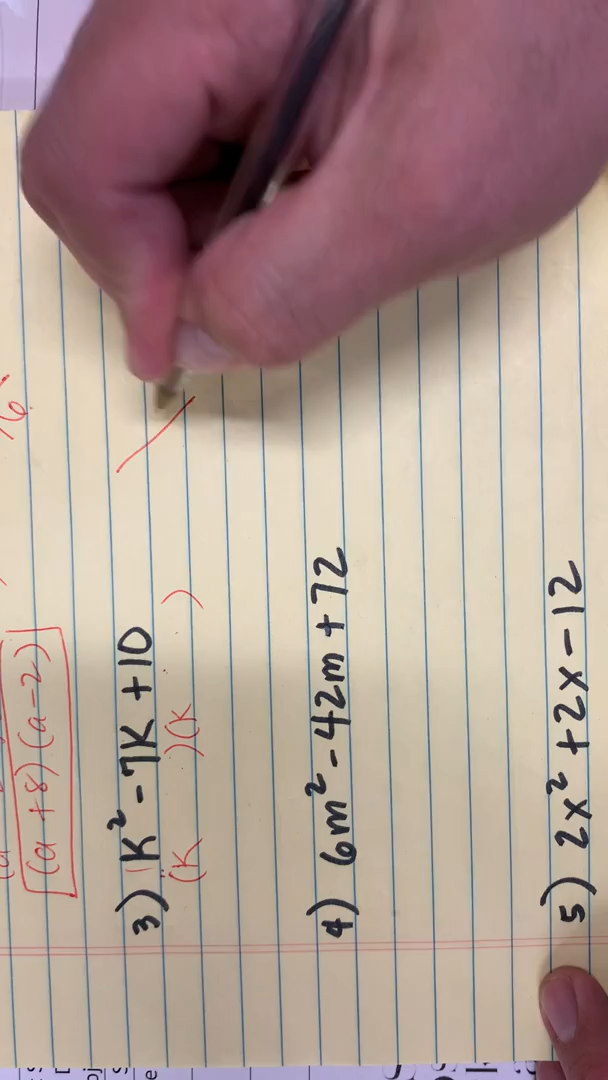 (a+8)(a-2)
3) K² - 7K + 10
(K )(K )
4) 6m² - 42m + 72
5) 2x² + 2x - 12